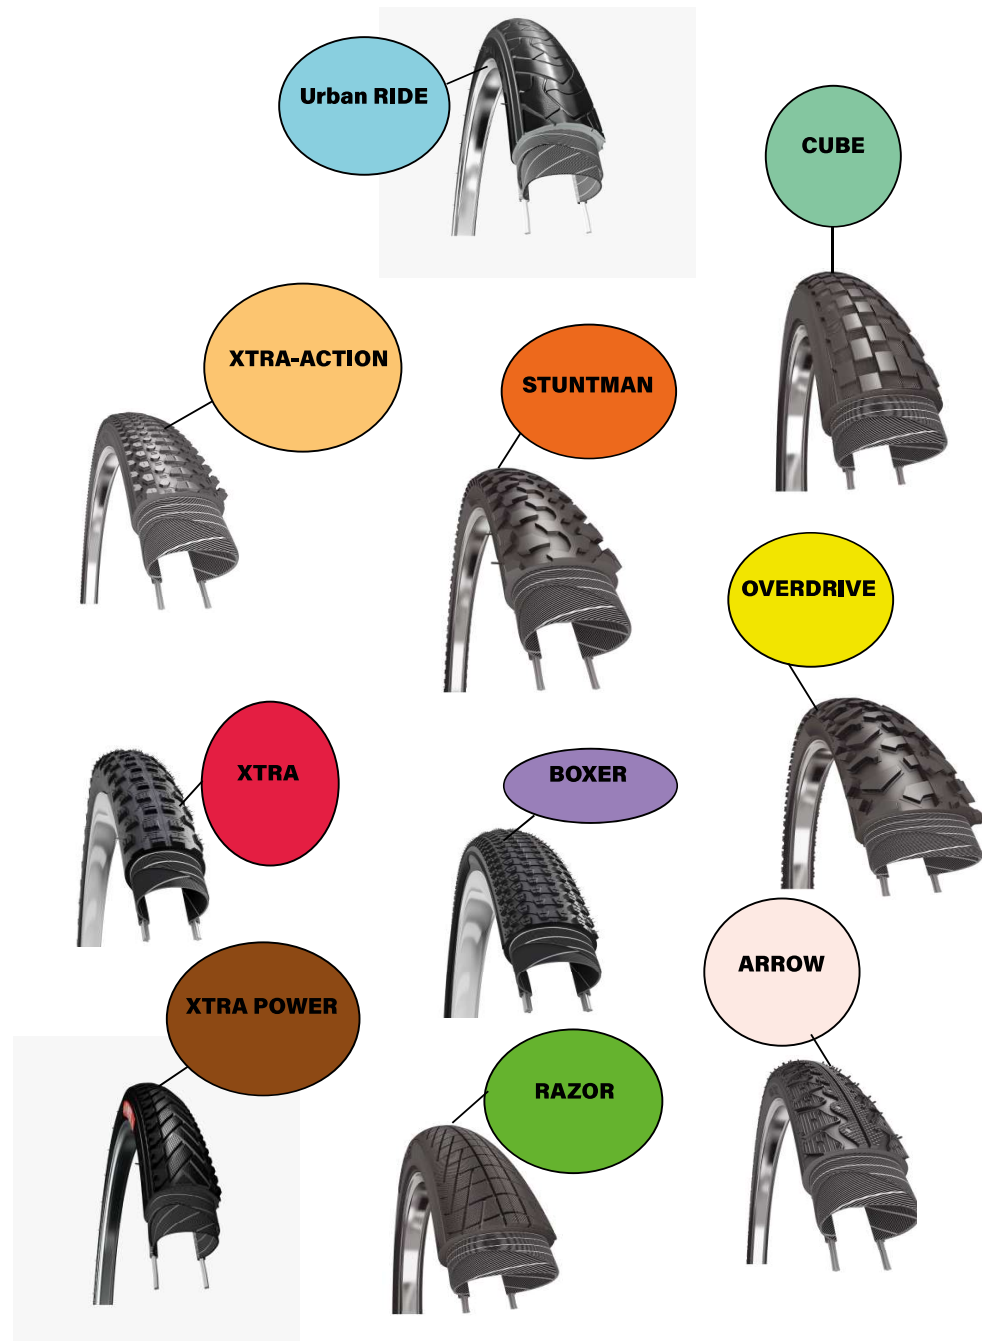 Urban RIDE
CUBE
XTRA-ACTION
STUNTMAN
OVERDRIVE
XTRA
BOXER
ARROW
XTRA POWER
RAZOR